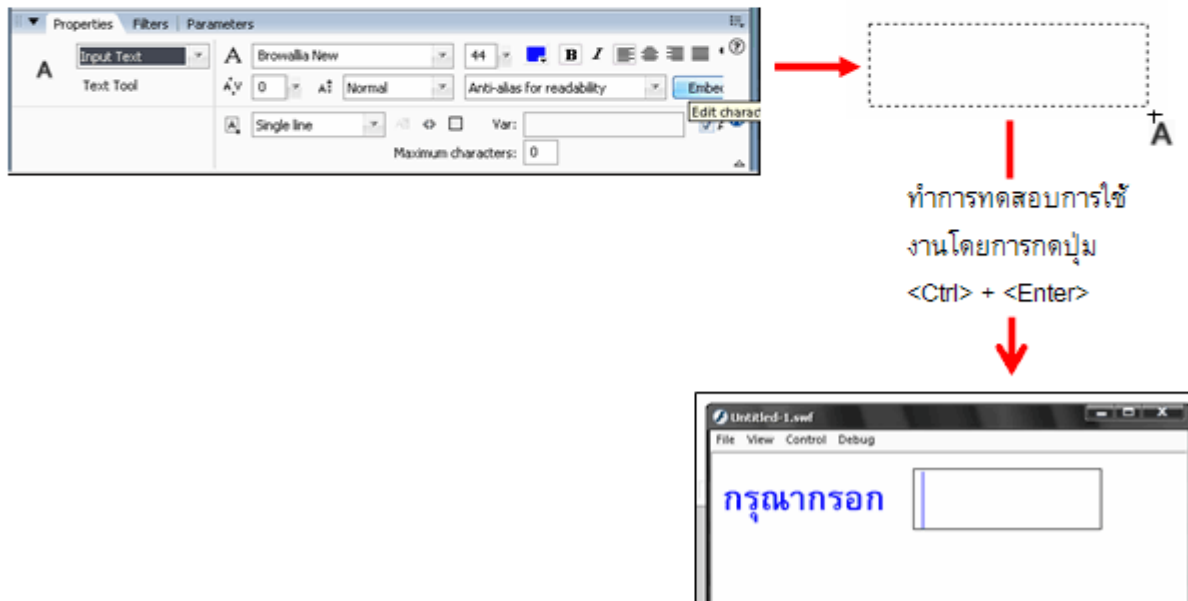 Properties Filters Parameters
Input Text A Browallia New 44 B I
A Text Tool
A V 0 A Normal Anti-alias for readability Embed
Edit charac
A Single line Var:
Maximum characters: 0
A
ทำการทดสอบการใช้
งานโดยการกดปุ่ม
<Ctrl> + <Enter>
Untitled-1.swf
File View Control Debug
กรุณากรอก